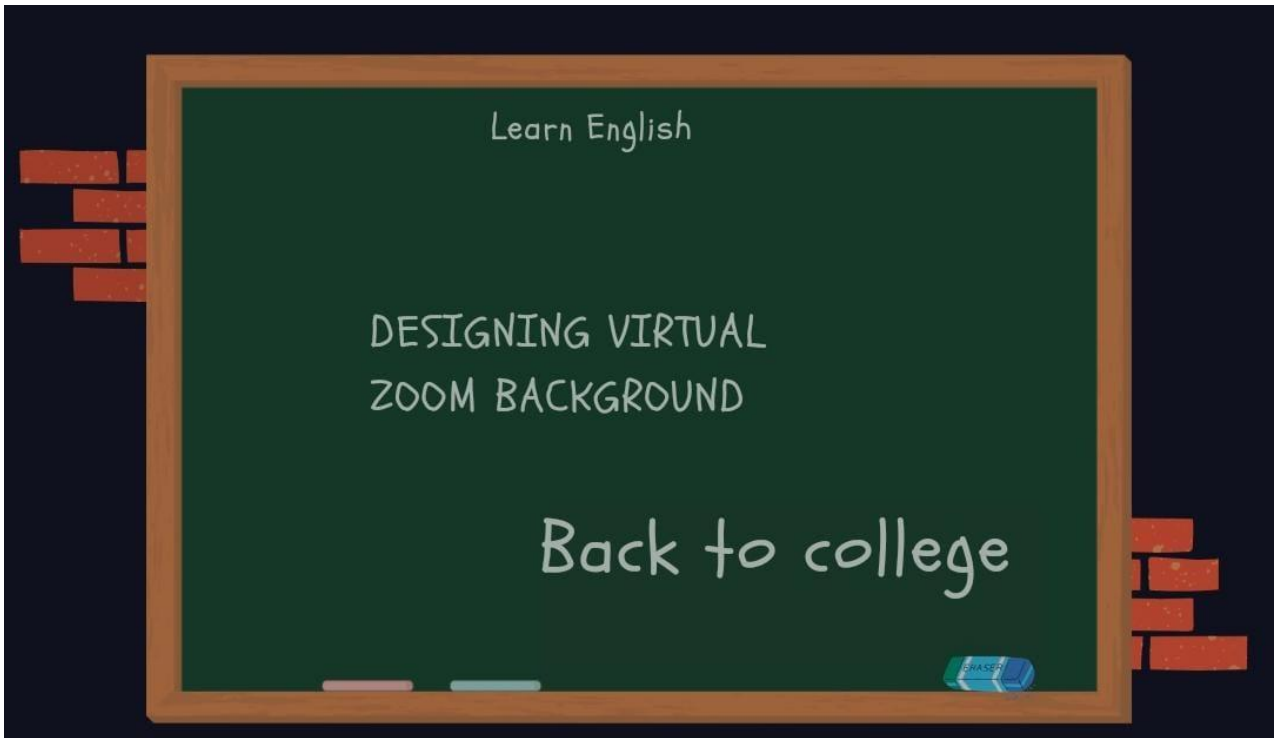 Learn English
DESIGNING VIRTUAL
ZOOM BACKGROUND
Back to college
ERASER